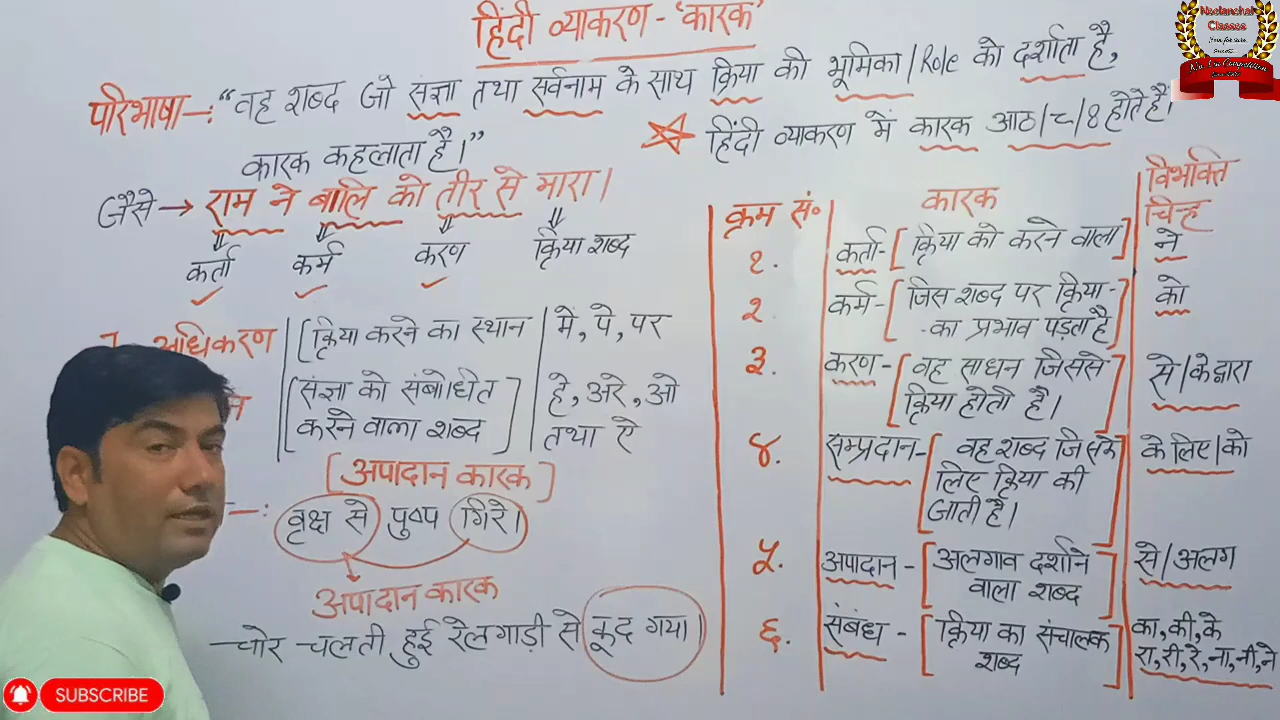 हिंदी व्याकरण - 'कारक'
परिभाषा -: "वह शब्द जो संज्ञा तथा सर्वनाम के साथ क्रिया की भूमिका/Role को दर्शाता है,
कारक कहलाता है।"
☆ हिंदी व्याकरण में कारक आठ/८/8 होते हैं।
जैसे → राम ने बालि को तीर से मारा।
कर्ता कर्म करण क्रिया शब्द
अधिकरण [क्रिया करने का स्थान | में, पे, पर
[संज्ञा को संबोधित | हे, अरे, ओ
करने वाला शब्द] तथा ऐ
[अपादान कारक]
वृक्ष से पुष्प गिरे।
अपादान कारक
चोर चलती हुई रेलगाड़ी से कूद गया।
क्रम सं० कारक विभक्ति
चिन्ह
१. कर्ता - [क्रिया को करने वाला] ने
२. कर्म - [जिस शब्द पर क्रिया - को
- का प्रभाव पड़ता है]
३. करण - [वह साधन जिससे से/के द्वारा
क्रिया होती है।]
४. सम्प्रदान - [वह शब्द जिसके के लिए/को
लिए क्रिया की
जाती है।]
५. अपादान - [अलगाव दर्शाने से/अलग
वाला शब्द]
६. संबंध - [क्रिया का संचालक का, की, के
शब्द] रा, री, रे, ना, नी, ने
Neelanchal
Classes
SUBSCRIBE